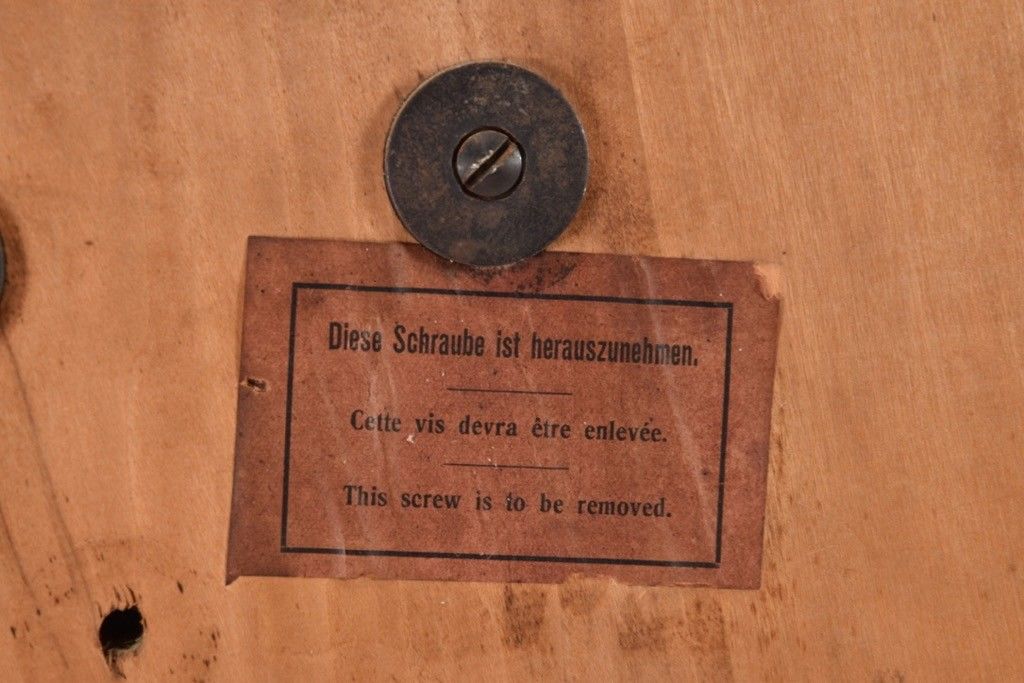 Diese Schraube ist herauszunehmen.
Cette vis devra être enlevée.
This screw is to be removed.